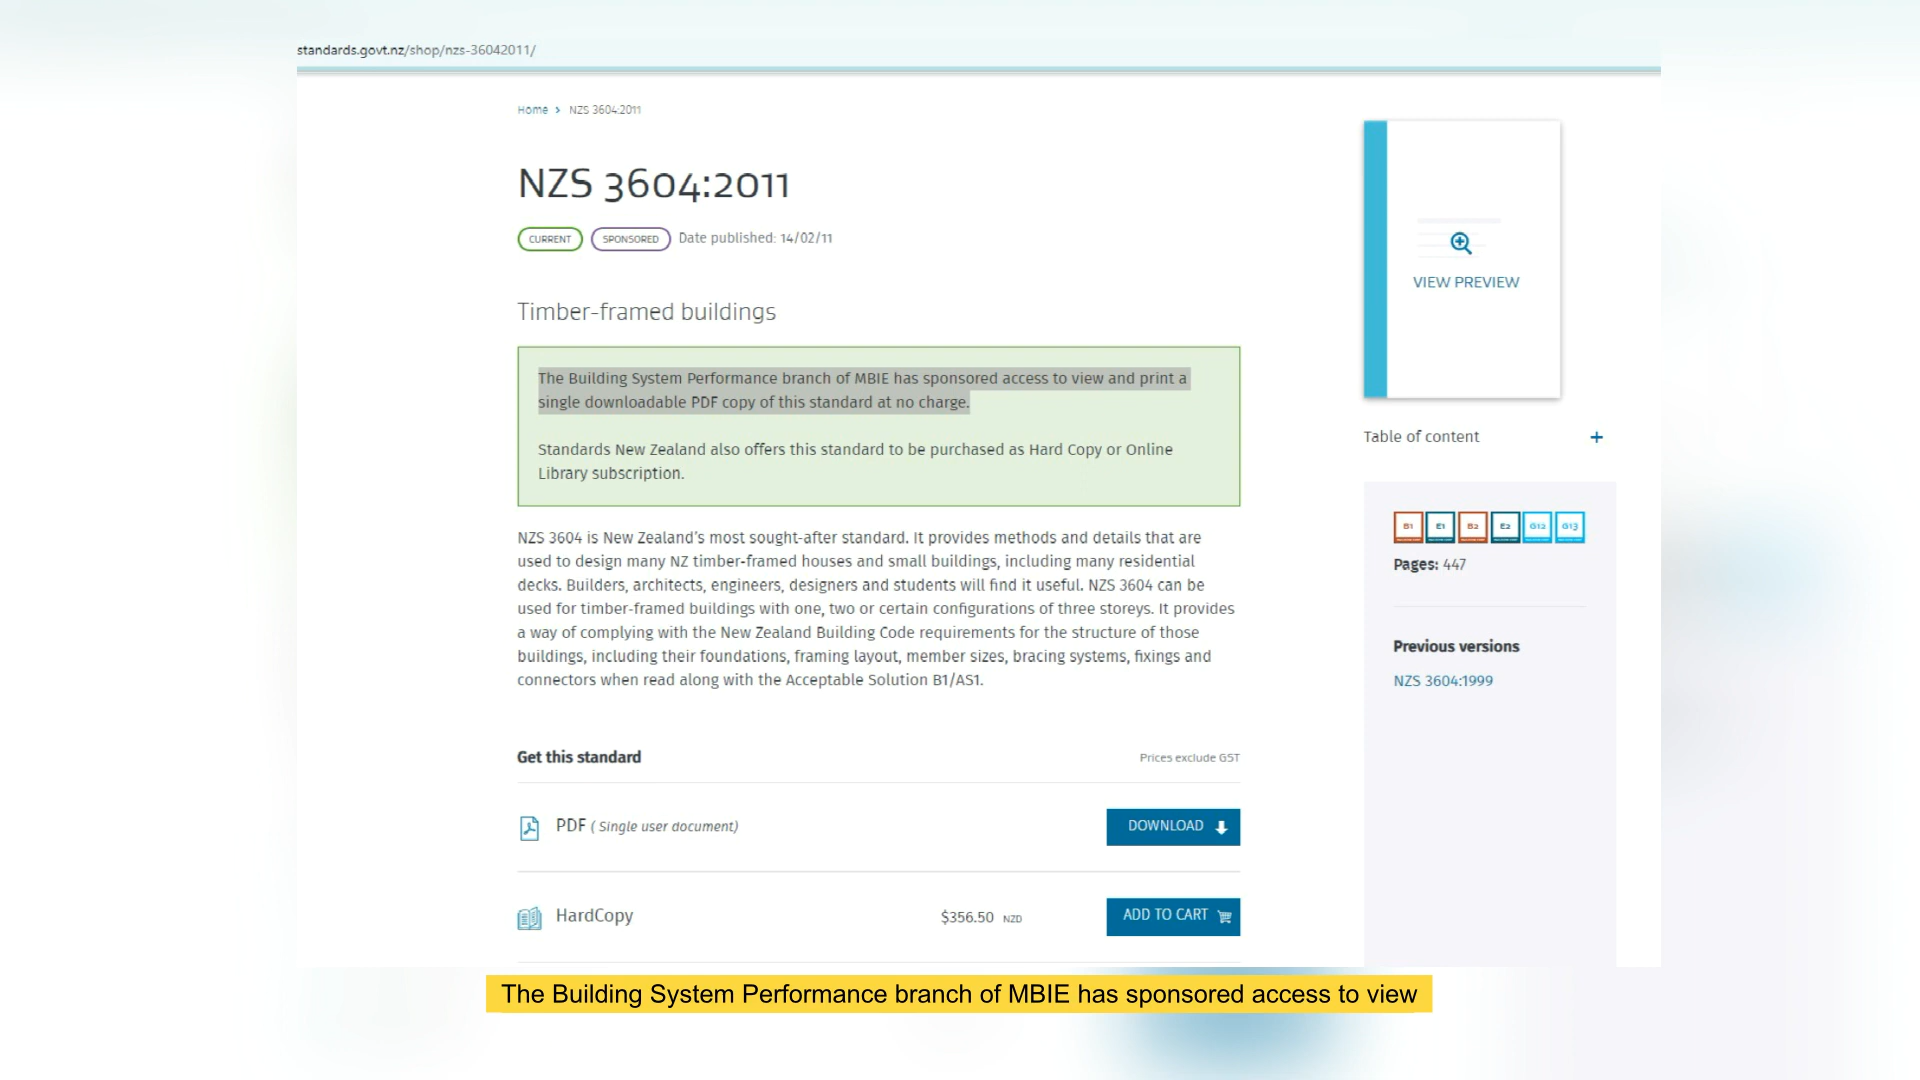 standards.govt.nz/shop/nzs-36042011/
Home > NZS 3604:2011
NZS 3604:2011
CURRENT SPONSORED Date published: 14/02/11
Timber-framed buildings
The Building System Performance branch of MBIE has sponsored access to view and print a
single downloadable PDF copy of this standard at no charge.
Standards New Zealand also offers this standard to be purchased as Hard Copy or Online
Library subscription.
NZS 3604 is New Zealand's most sought-after standard. It provides methods and details that are
used to design many NZ timber-framed houses and small buildings, including many residential
decks. Builders, architects, engineers, designers and students will find it useful. NZS 3604 can be
used for timber-framed buildings with one, two or certain configurations of three storeys. It provides
a way of complying with the New Zealand Building Code requirements for the structure of those
buildings, including their foundations, framing layout, member sizes, bracing systems, fixings and
connectors when read along with the Acceptable Solution B1/AS1.
Get this standard Prices exclude GST
PDF ( Single user document) DOWNLOAD
HardCopy $356.50 NZD ADD TO CART
VIEW PREVIEW
Table of content +
B1 E1 B2 E2 G12 G13
Pages: 447
Previous versions
NZS 3604:1999
The Building System Performance branch of MBIE has sponsored access to view